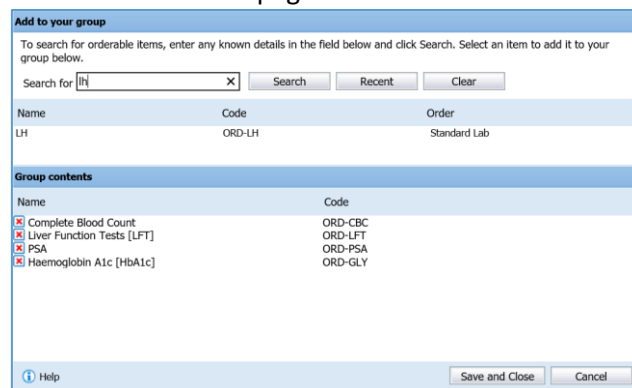 Add to your group
To search for orderable items, enter any known details in the field below and click Search. Select an item to add it to your
group below.
Search for lh X Search Recent Clear
Name Code Order
LH ORD-LH Standard Lab
Group contents
Name Code
Complete Blood Count ORD-CBC
Liver Function Tests [LFT] ORD-LFT
PSA ORD-PSA
Haemoglobin A1c [HbA1c] ORD-GLY
Help Save and Close Cancel